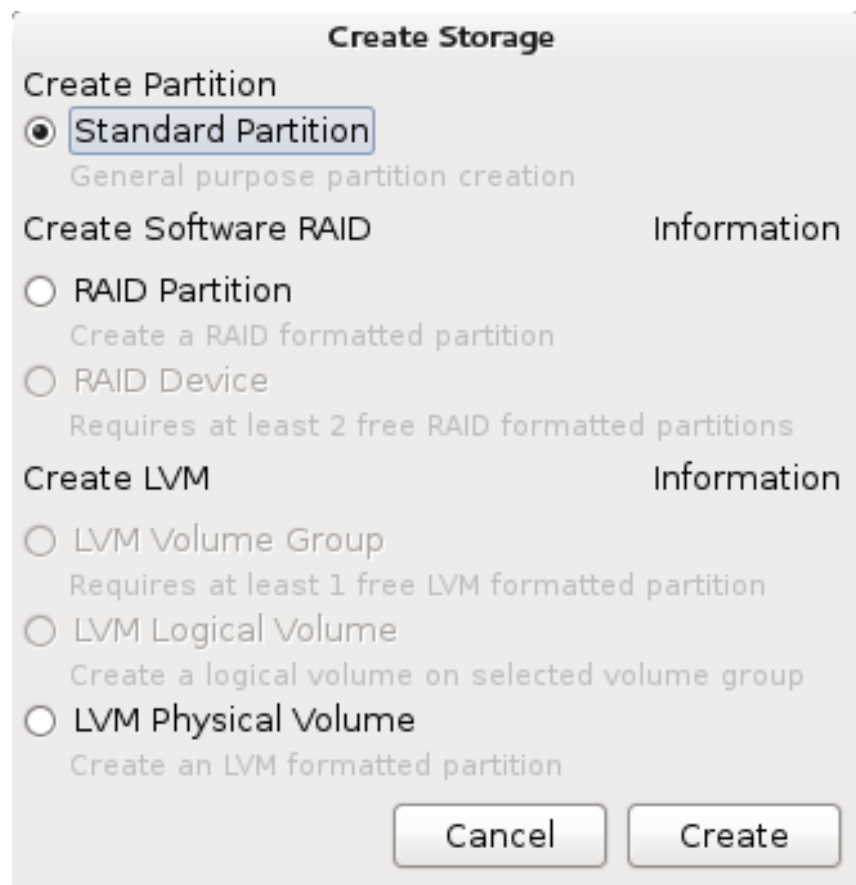 Create Storage
Create Partition
Standard Partition
General purpose partition creation
Create Software RAID Information
RAID Partition
Create a RAID formatted partition
RAID Device
Requires at least 2 free RAID formatted partitions
Create LVM Information
LVM Volume Group
Requires at least 1 free LVM formatted partition
LVM Logical Volume
Create a logical volume on selected volume group
LVM Physical Volume
Create an LVM formatted partition
Cancel Create